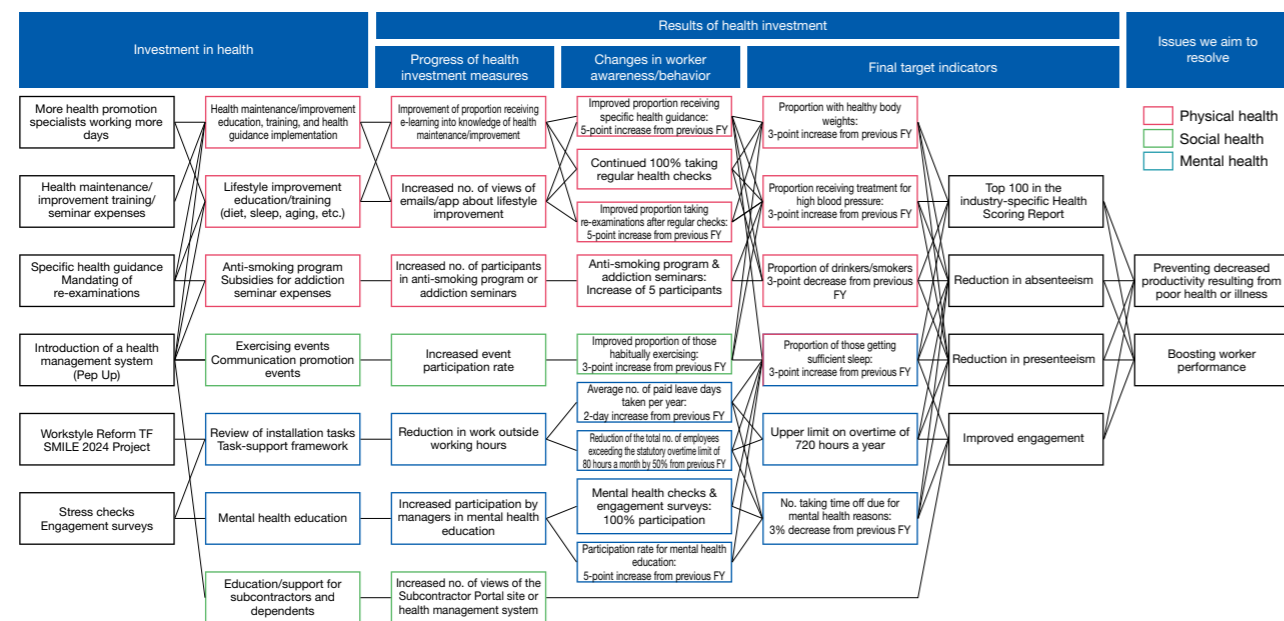 Investment in health
Results of health investment
Issues we aim to
resolve
Progress of health
investment measures
Changes in worker
awareness/behavior
Final target indicators
More health promotion
specialists working more
days
Health maintenance/
improvement training/
seminar expenses
Specific health guidance
Mandating of
re-examinations
Introduction of a health
management system
(Pep Up)
Workstyle Reform TF
SMILE 2024 Project
Stress checks
Engagement surveys
Health maintenance/improvement
education, training, and health
guidance implementation
Lifestyle improvement
education/training
(diet, sleep, aging, etc.)
Anti-smoking program
Subsidies for addiction
seminar expenses
Exercising events
Communication promotion
events
Review of installation tasks
Task-support framework
Mental health education
Education/support for
subcontractors and
dependents
Improvement of proportion receiving
e-learning into knowledge of health
maintenance/improvement
Increased no. of views of
emails/app about lifestyle
improvement
Increased no. of participants
in anti-smoking program or
addiction seminars
Increased event
participation rate
Reduction in work outside
working hours
Increased participation by
managers in mental health
education
Increased no. of views of the
Subcontractor Portal site or
health management system
Improved proportion receiving
specific health guidance:
5-point increase from previous FY
Continued 100% taking
regular health checks
Improved proportion taking
re-examinations after regular checks:
5-point increase from previous FY
Anti-smoking program &
addiction seminars:
Increase of 5 participants
Improved proportion of those
habitually exercising:
3-point increase from previous FY
Average no. of paid leave days
taken per year:
2-day increase from previous FY
Reduction of the total no. of employees
exceeding the statutory overtime limit of
80 hours a month by 50% from previous FY
Mental health checks &
engagement surveys:
100% participation
Participation rate for mental health
education:
5-point increase from previous FY
Proportion with healthy body
weights:
3-point increase from previous FY
Proportion receiving treatment for
high blood pressure:
3-point increase from previous FY
Proportion of drinkers/smokers
3-point decrease from previous
FY
Proportion of those getting
sufficient sleep:
3-point increase from previous FY
Upper limit on overtime of
720 hours a year
No. taking time off due for
mental health reasons:
3% decrease from previous FY
Top 100 in the
industry-specific Health
Scoring Report
Reduction in absenteeism
Reduction in presenteeism
Improved engagement
Preventing decreased
productivity resulting from
poor health or illness
Boosting worker
performance
Physical health
Social health
Mental health